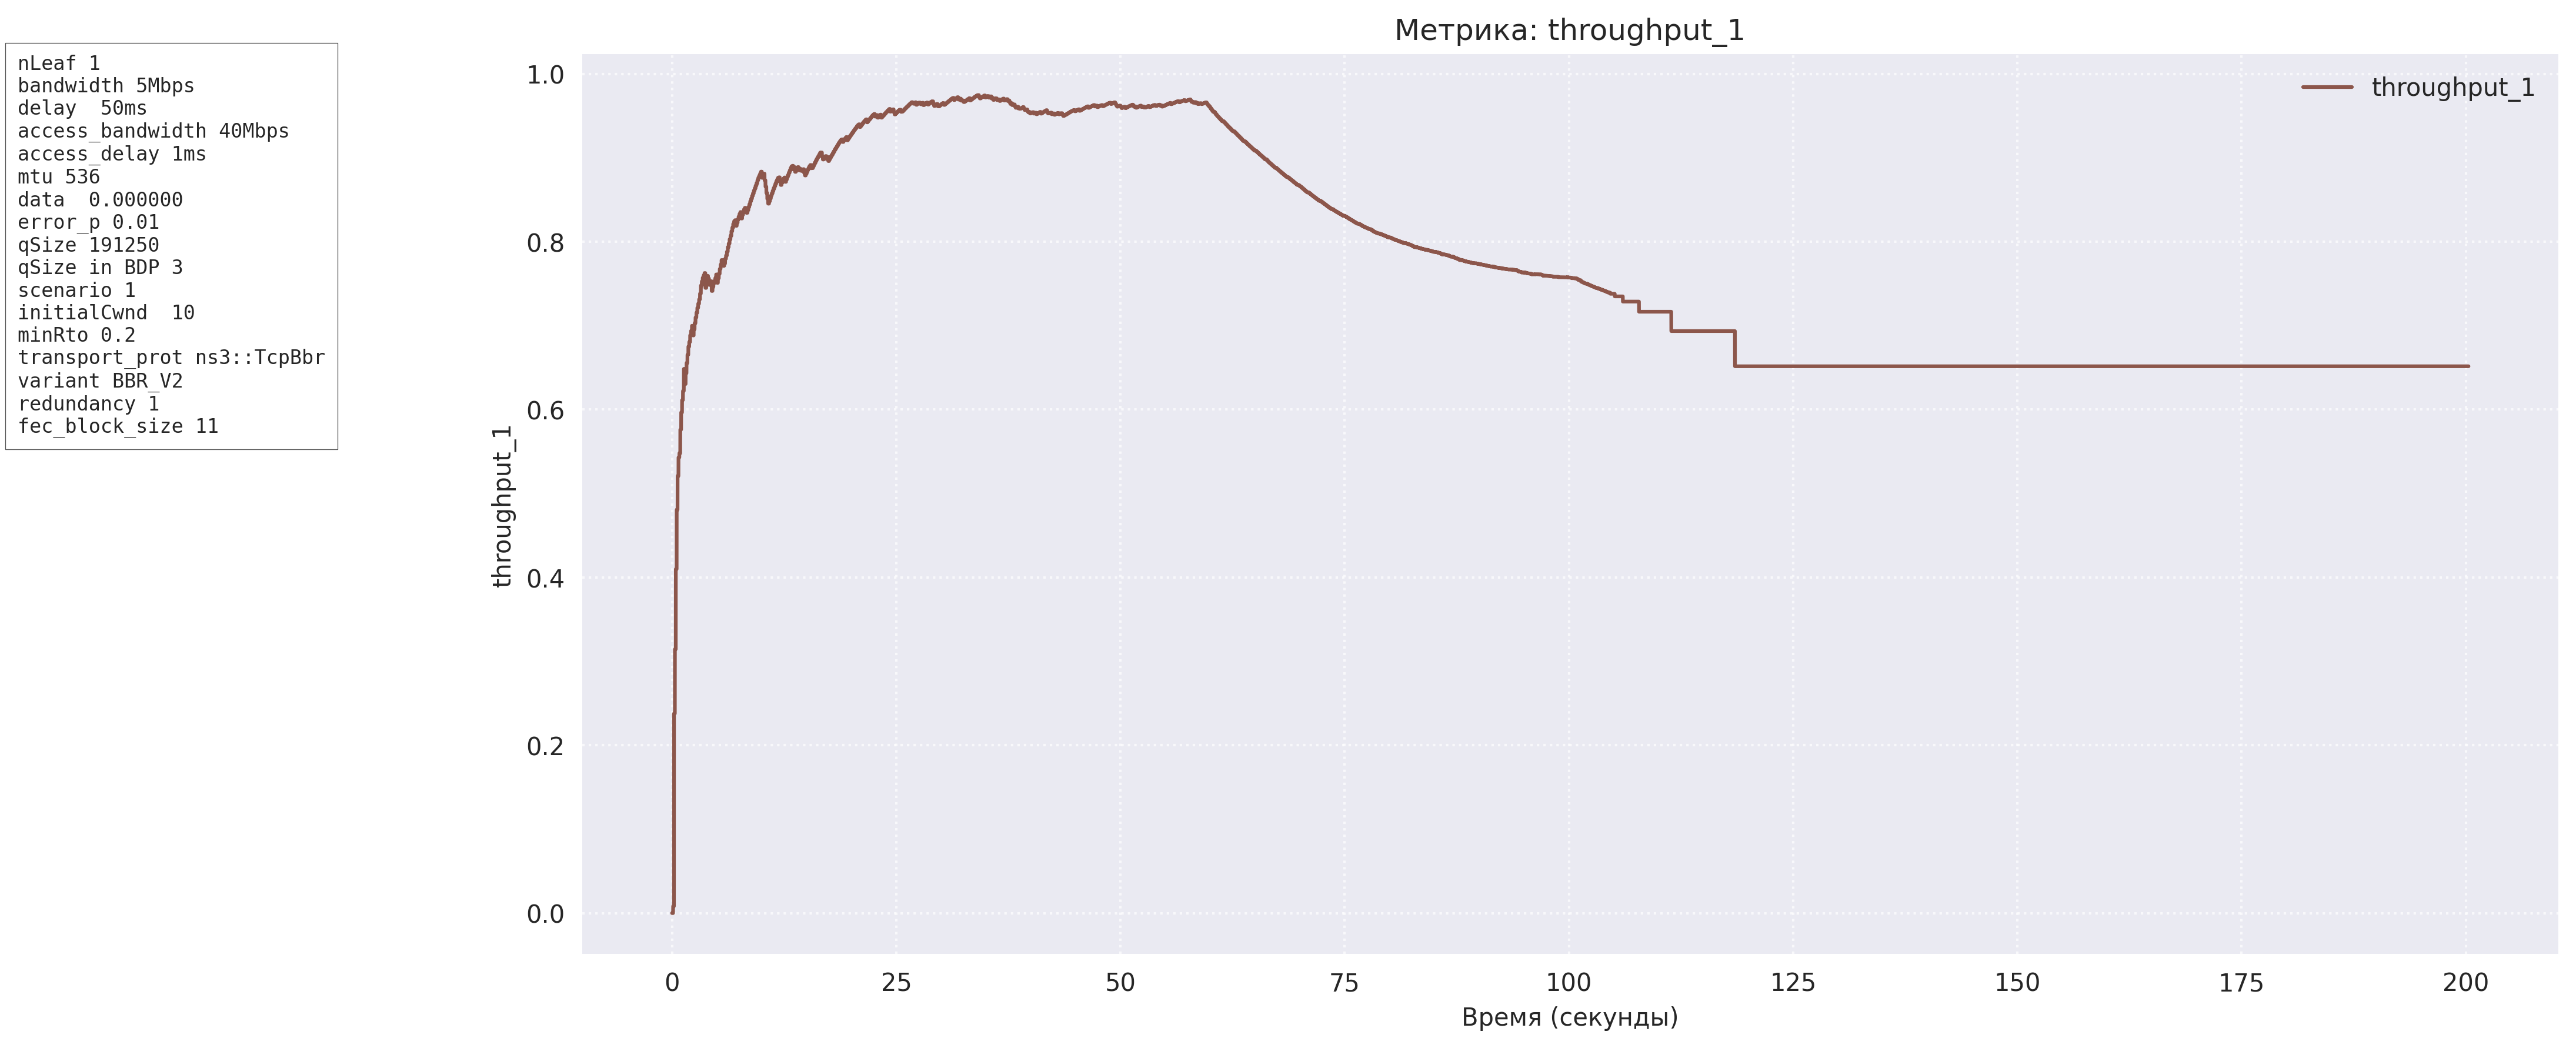 Метрика: throughput_1
nLeaf 1
bandwidth 5Mbps
delay  50ms
access_bandwidth 40Mbps
access_delay 1ms
mtu 536
data  0.000000
error_p 0.01
qSize 191250
qSize in BDP 3
scenario 1
initialCwnd  10
minRto 0.2
transport_prot ns3::TcpBbr
variant BBR_V2
redundancy 1
fec_block_size 11
throughput_1
1.0
0.8
0.6
0.4
0.2
0.0
throughput_1
0 25 50 75 100 125 150 175 200
Время (секунды)